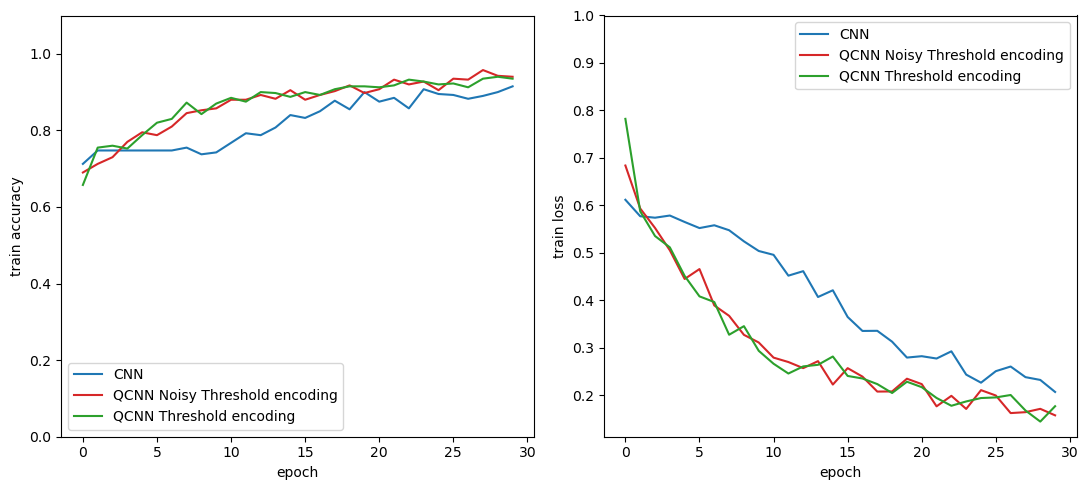 1.0
0.8
0.6
0.4
0.2
0.0
train accuracy
CNN
QCNN Noisy Threshold encoding
QCNN Threshold encoding
0 5 10 15 20 25 30
epoch
1.0
0.9
0.8
0.7
0.6
0.5
0.4
0.3
0.2
train loss
CNN
QCNN Noisy Threshold encoding
QCNN Threshold encoding
0 5 10 15 20 25 30
epoch